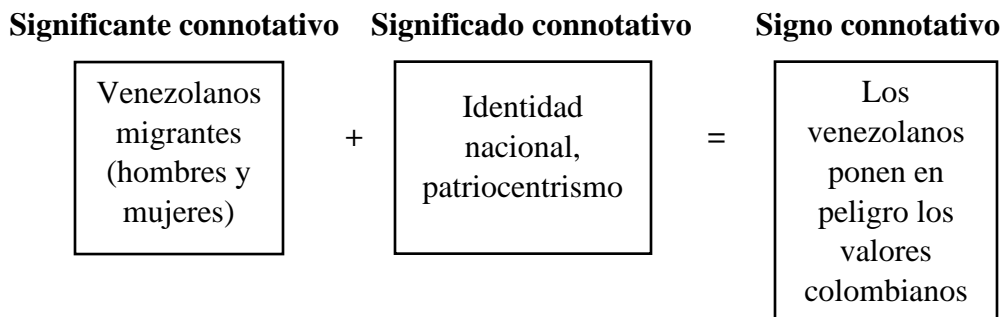 Significante connotativo Significado connotativo Signo connotativo
Venezolanos
migrantes
(hombres y
mujeres)
+
Identidad
nacional,
patriocentrismo
=
Los
venezolanos
ponen en
peligro los
valores
colombianos